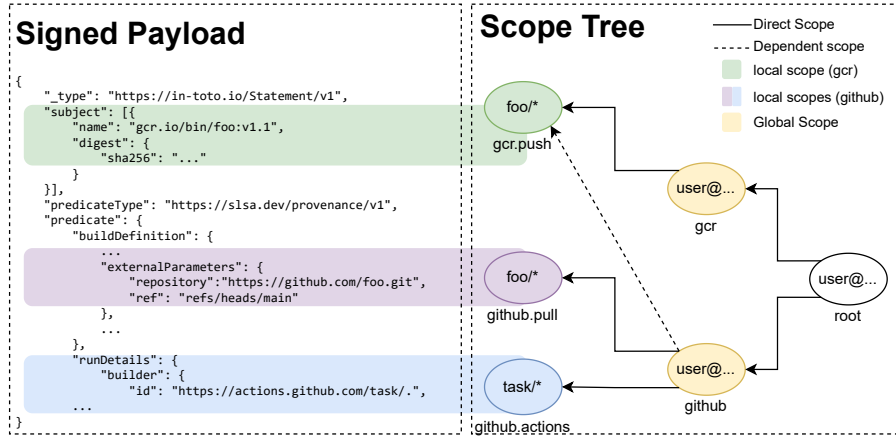 Signed Payload
{
"_type": "https://in-toto.io/Statement/v1",
"subject": [{
"name": "gcr.io/bin/foo:v1.1",
"digest": {
"sha256": "..."
}
}],
"predicateType": "https://slsa.dev/provenance/v1",
"predicate": {
"buildDefinition": {
...
"externalParameters": {
"repository":"https://github.com/foo.git",
"ref": "refs/heads/main"
},
...
},
"runDetails": {
"builder": {
"id": "https://actions.github.com/task/.",
...
}
Scope Tree
Direct Scope
Dependent scope
local scope (gcr)
local scopes (github)
Global Scope
foo/*
gcr.push
user@...
gcr
foo/*
github.pull
user@...
root
user@...
github
task/*
github.actions